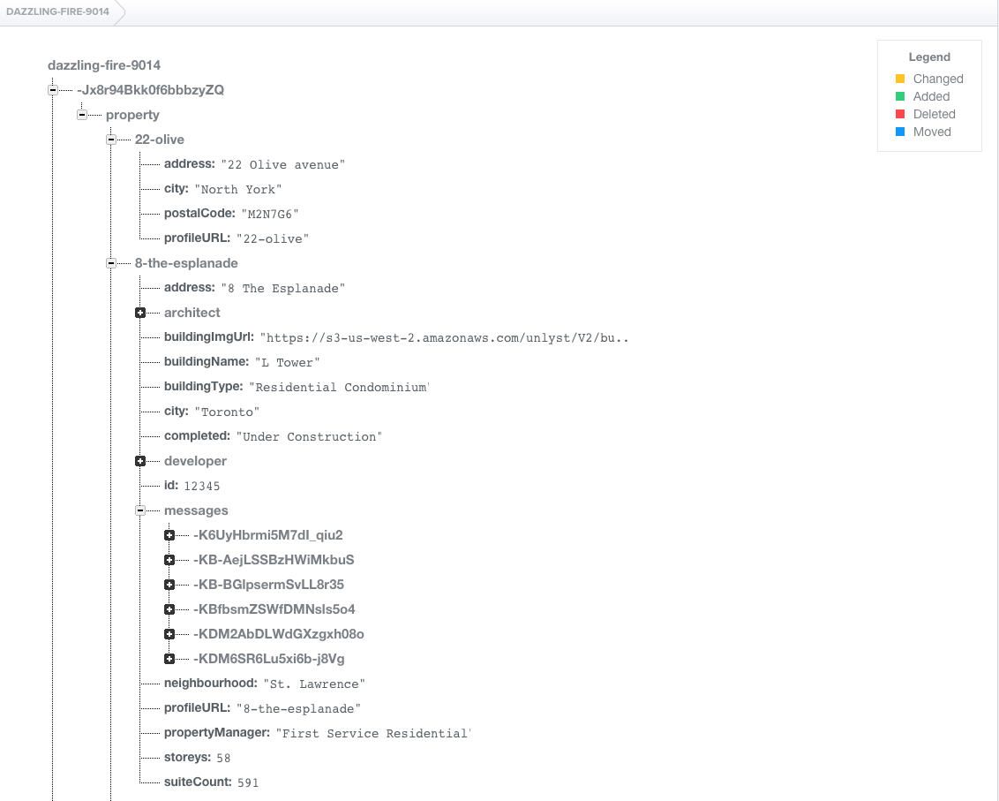 DAZZLING-FIRE-9014
dazzling-fire-9014
-Jx8r94Bkk0f6bbbzyZQ
property
22-olive
address: "22 Olive avenue"
city: "North York"
postalCode: "M2N7G6"
profileURL: "22-olive"
8-the-esplanade
address: "8 The Esplanade"
architect
buildingImgUrl: "https://s3-us-west-2.amazonaws.com/unlyst/V2/bu..
buildingName: "L Tower"
buildingType: "Residential Condominium'
city: "Toronto"
completed: "Under Construction"
developer
id: 12345
messages
-K6UyHbrmi5M7dI_qiu2
-KB-AejLSSBzHWiMkbuS
-KB-BGlpsermSvLL8r35
-KBfbsmZSWfDMNsls5o4
-KDM2AbDLWdGXzgxh08o
-KDM6SR6Lu5xi6b-j8Vg
neighbourhood: "St. Lawrence"
profileURL: "8-the-esplanade"
propertyManager: "First Service Residential'
storeys: 58
suiteCount: 591
Legend
Changed
Added
Deleted
Moved